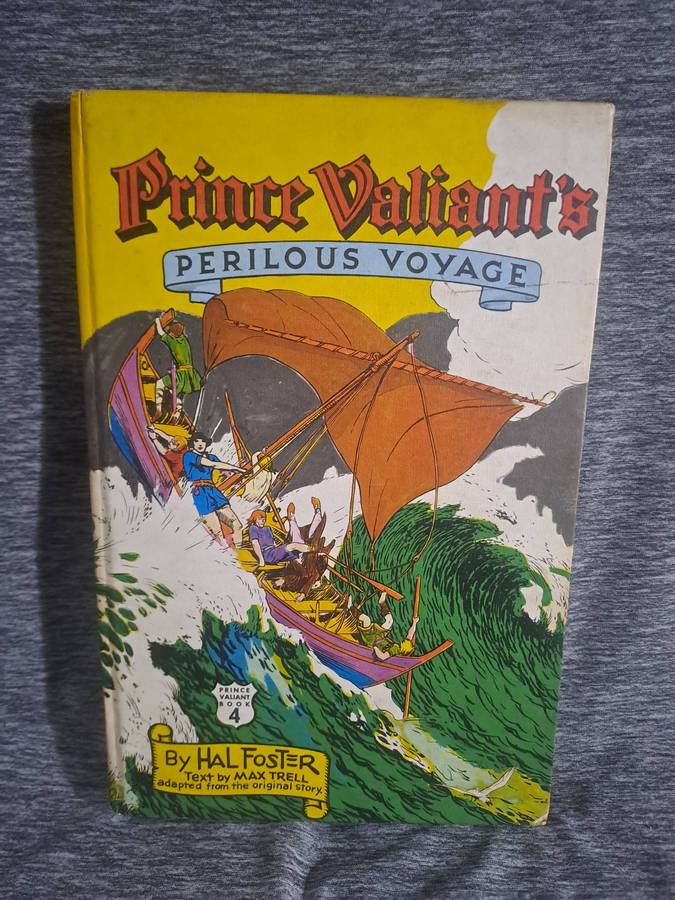 Prince Valiant's
PERILOUS VOYAGE
PRINCE
VALIANT
BOOK
4
By HAL FOSTER
Text by MAX TRELL
adapted from the original story.